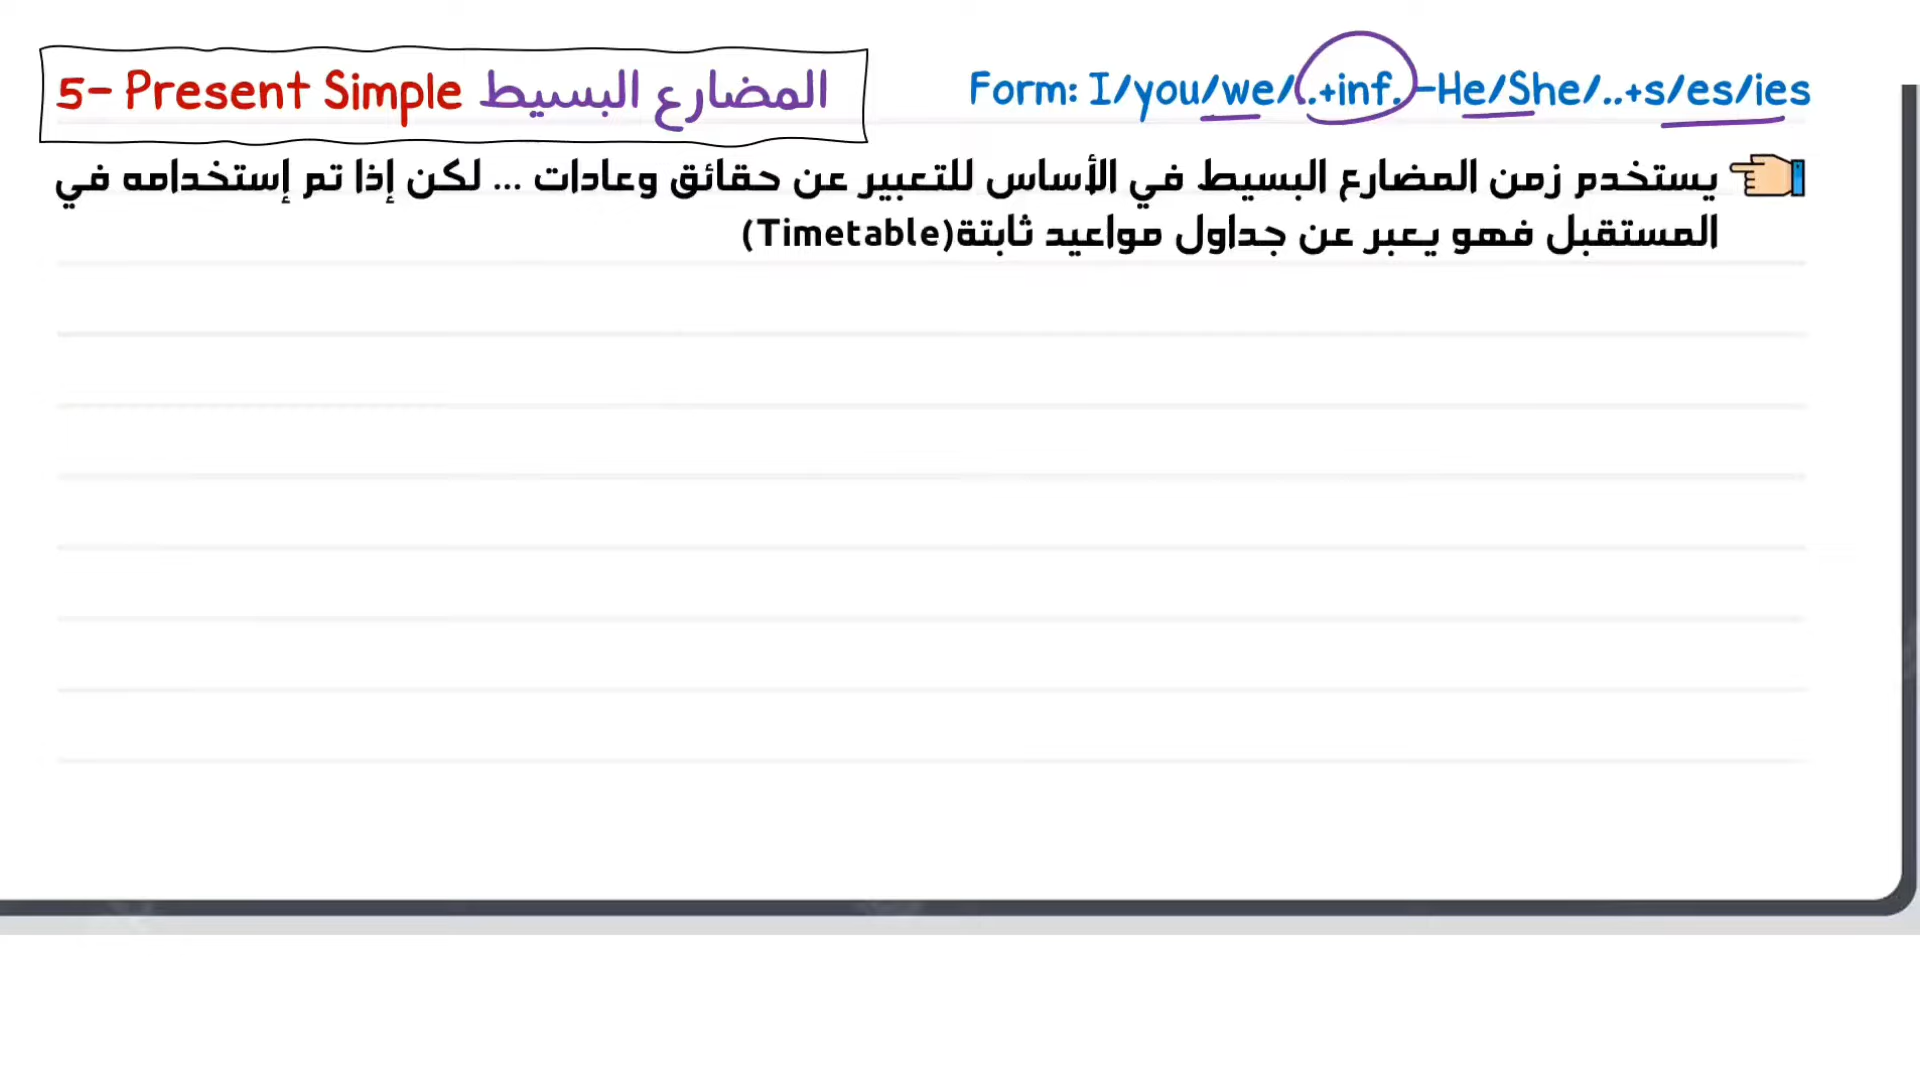 5- Present Simple المضارع البسيط
Form: I/you/we/..+inf.-He/She/..+s/es/ies
يستخدم زمن المضارع البسيط في الأساس للتعبير عن حقائق وعادات ... لكن إذا تم إستخدامه في
المستقبل فهو يعبر عن جداول مواعيد ثابتة(Timetable)